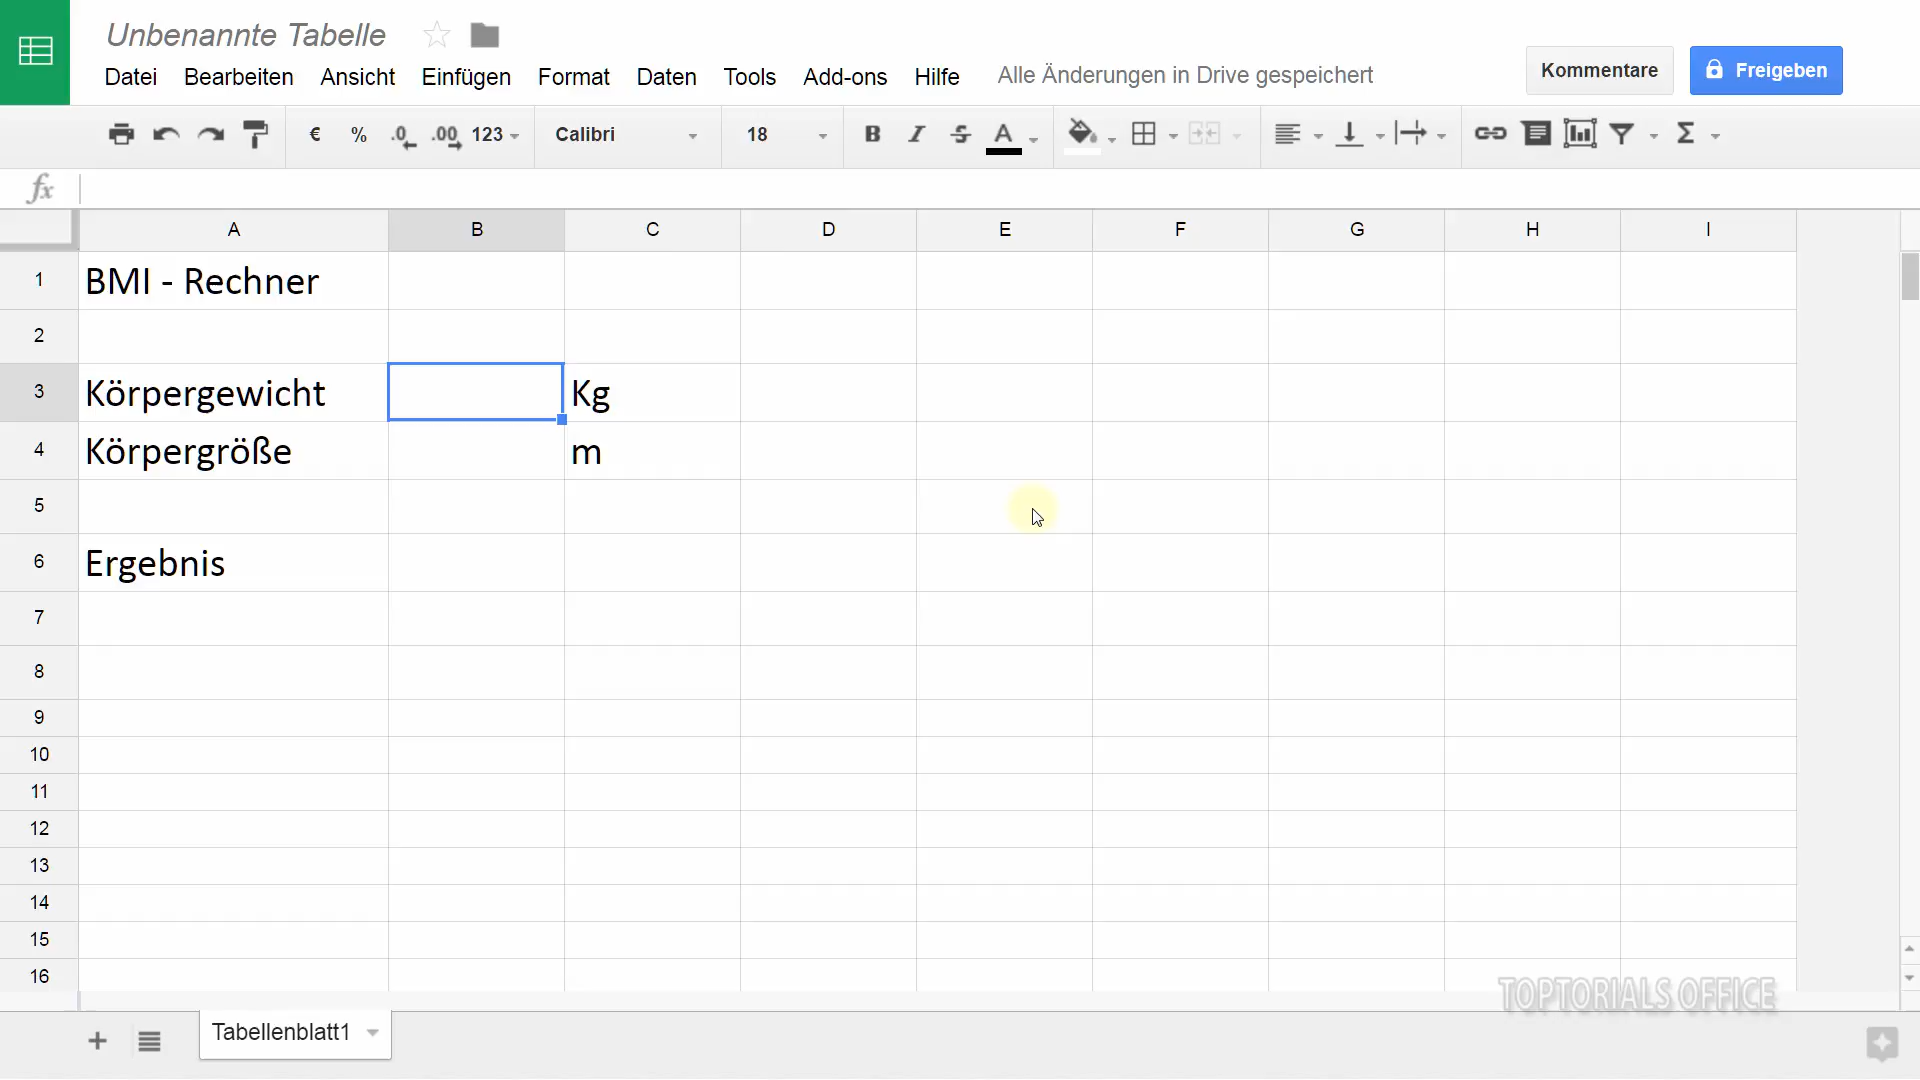 Unbenannte Tabelle
Datei Bearbeiten Ansicht Einfügen Format Daten Tools Add-ons Hilfe Alle Änderungen in Drive gespeichert
Kommentare Freigeben
€ % .0 .00 123 Calibri 18 B I S A Σ
fx
A B C D E F G H I
1 BMI - Rechner
2
3 Körpergewicht Kg
4 Körpergröße m
5
6 Ergebnis
7
8
9
10
11
12
13
14
15
16
TOPTORIALS OFFICE
+ Tabellenblatt1